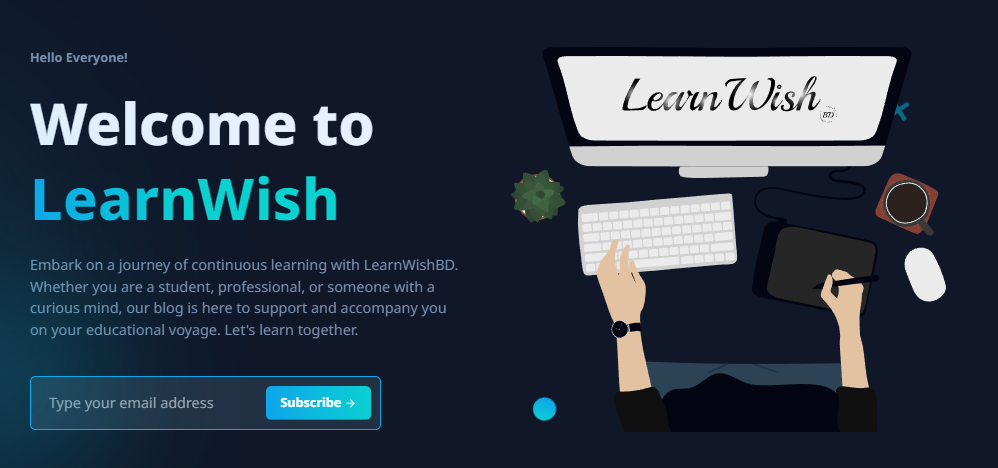 Hello Everyone!
Welcome to
LearnWish
Embark on a journey of continuous learning with LearnWishBD.
Whether you are a student, professional, or someone with a
curious mind, our blog is here to support and accompany you
on your educational voyage. Let's learn together.
Type your email address
Subscribe →
Learn Wish
BD